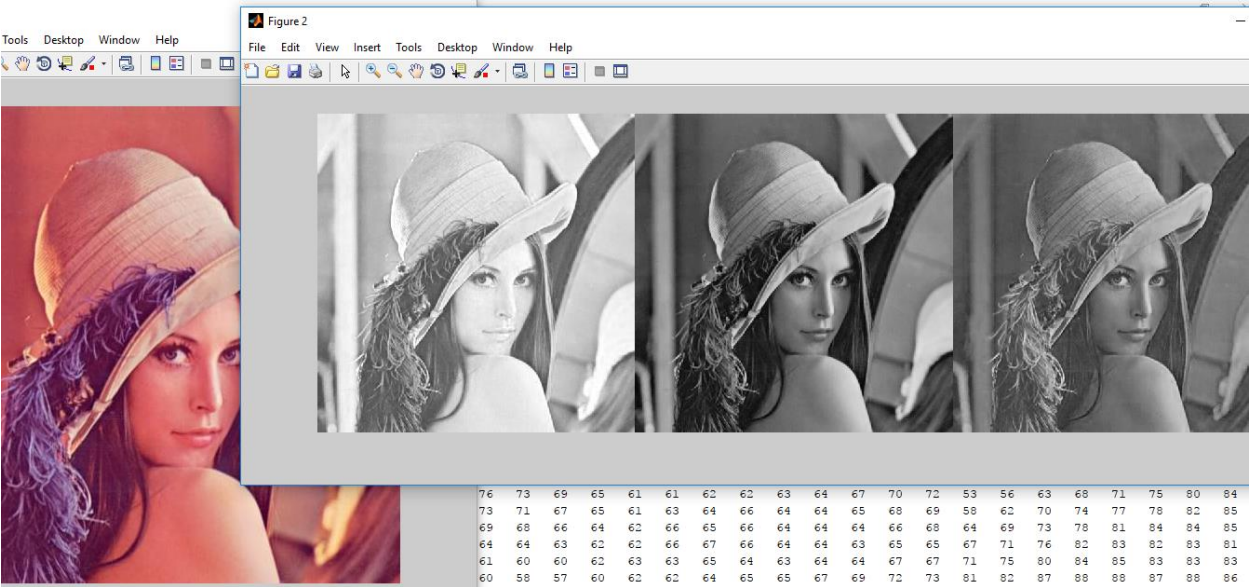 Figure 2
Tools Desktop Window Help
File Edit View Insert Tools Desktop Window Help
76 73 69 65 61 61 62 62 63 64 67 70 72 53 56 63 68 71 75 80 84
73 71 67 65 61 63 64 66 64 64 65 68 69 58 62 70 74 77 78 82 85
69 68 66 64 62 66 65 66 64 64 64 66 68 64 69 73 78 81 84 84 85
64 64 63 62 62 66 67 66 64 64 63 65 65 67 71 76 82 83 82 83 81
61 60 60 62 63 63 65 64 63 64 64 67 67 71 75 80 84 85 83 83 83
60 58 57 60 62 62 64 65 65 67 69 72 73 81 82 87 88 88 87 88 86